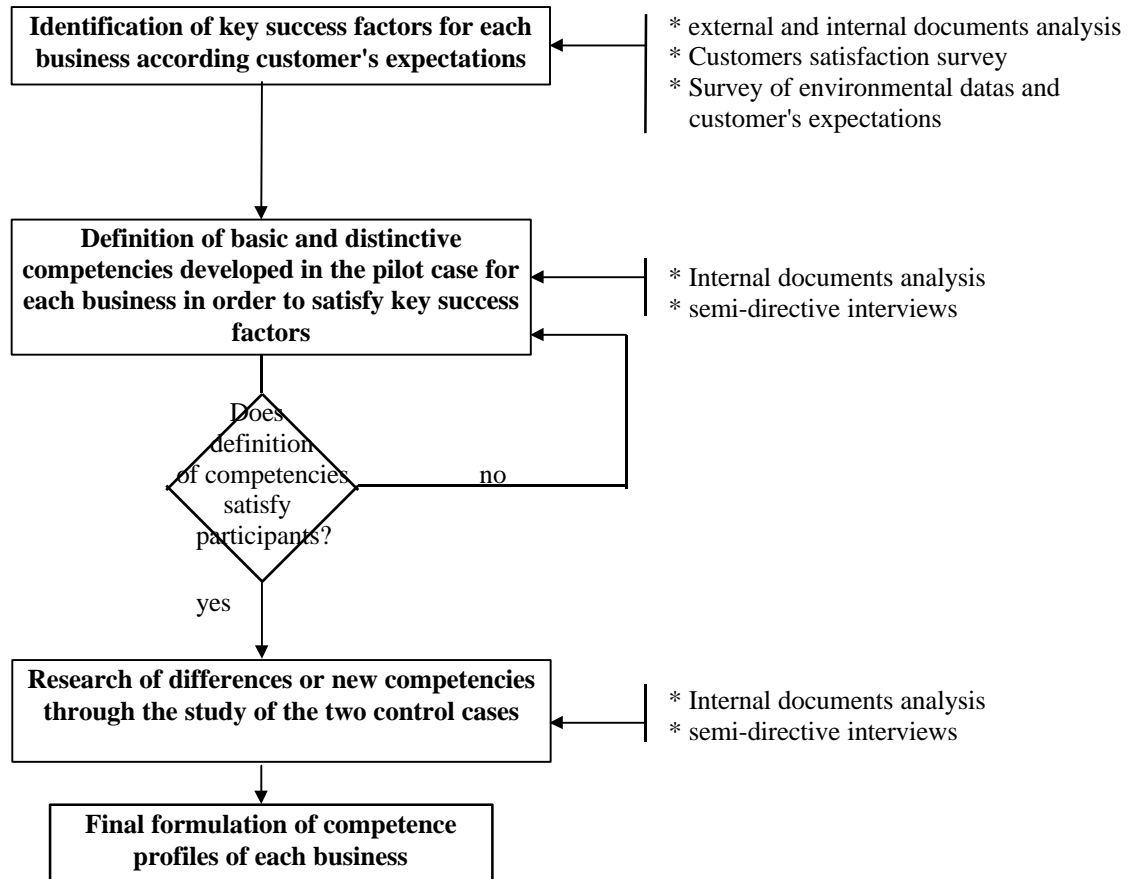 Identification of key success factors for each
business according customer's expectations
* external and internal documents analysis
* Customers satisfaction survey
* Survey of environmental datas and
customer's expectations
Definition of basic and distinctive
competencies developed in the pilot case for
each business in order to satisfy key success
factors
* Internal documents analysis
* semi-directive interviews
Does
definition
of competencies
satisfy
participants?
no
yes
Research of differences or new competencies
through the study of the two control cases
* Internal documents analysis
* semi-directive interviews
Final formulation of competence
profiles of each business